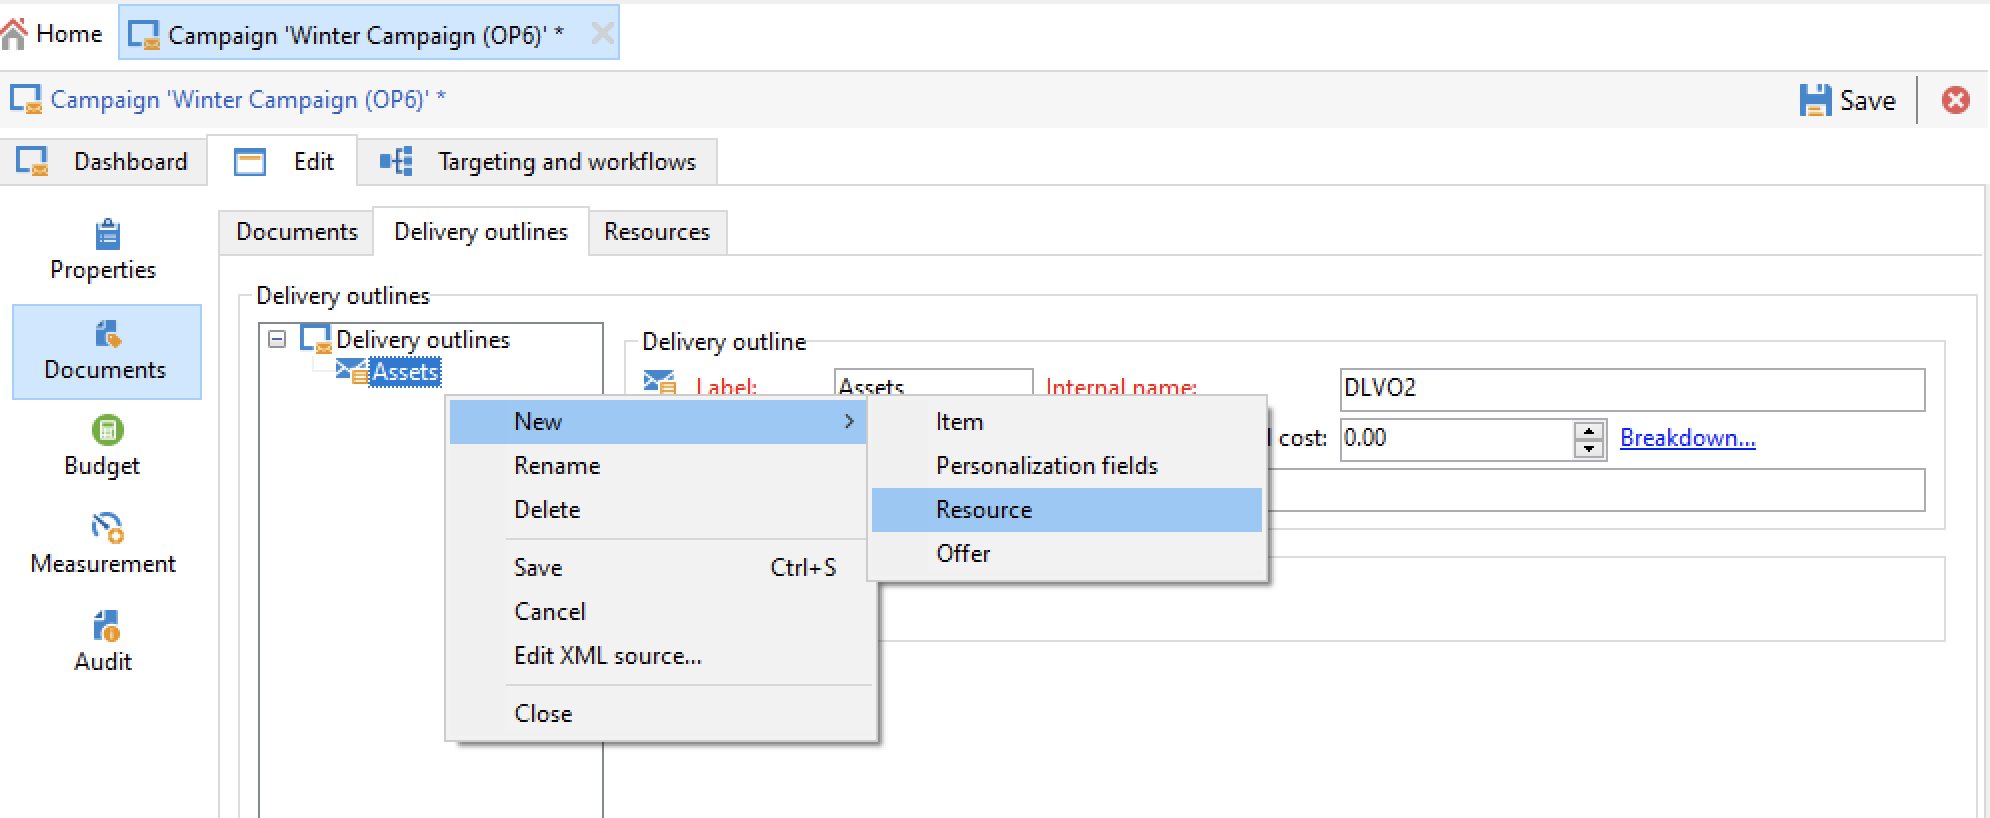 Home
Campaign 'Winter Campaign (OP6)' *
Campaign 'Winter Campaign (OP6)' *
Save
Dashboard
Edit
Targeting and workflows
Properties
Documents
Budget
Measurement
Audit
Documents
Delivery outlines
Resources
Delivery outlines
Delivery outlines
Assets
Delivery outline
Label:
Assets
Internal name:
DLVO2
cost:
0.00
Breakdown...
New
Rename
Delete
Save Ctrl+S
Cancel
Edit XML source...
Close
Item
Personalization fields
Resource
Offer